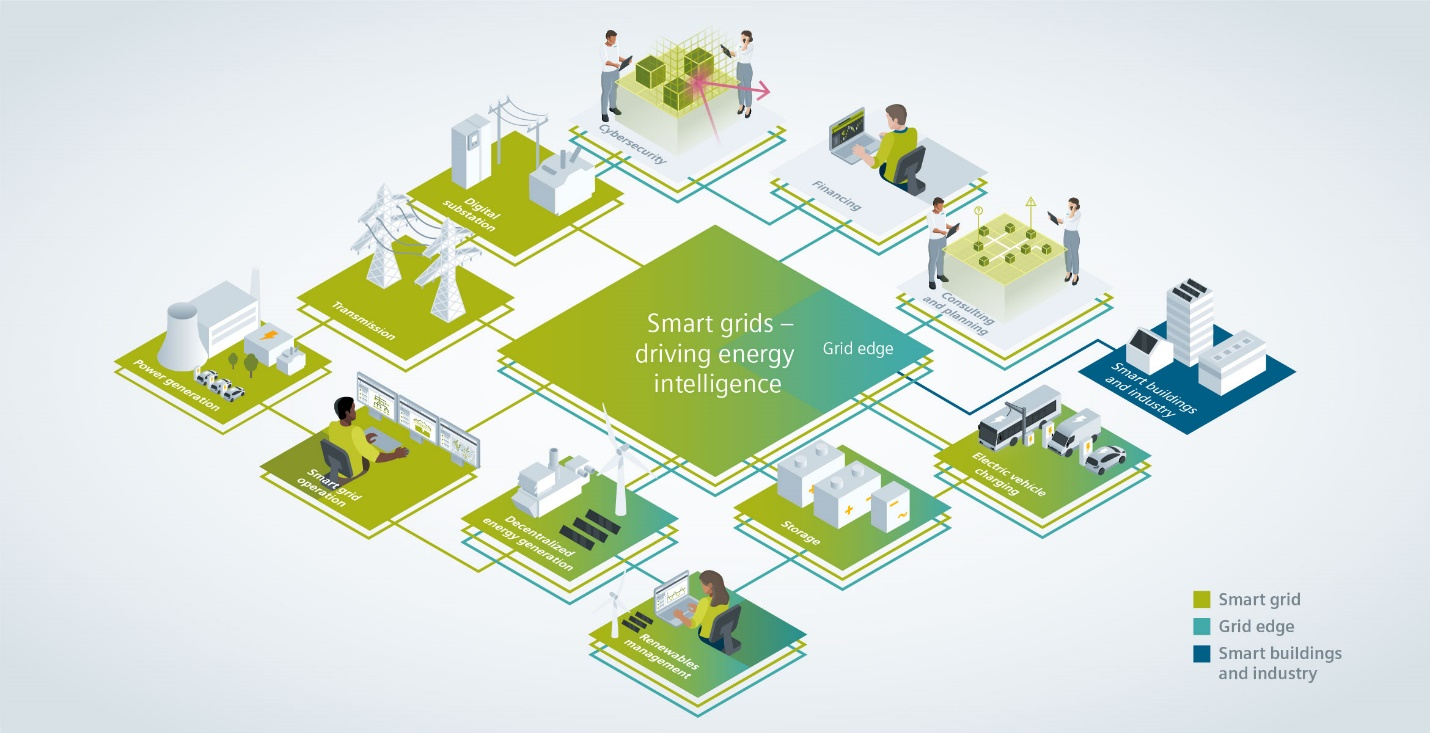 Cybersecurity
Financing
Digital
substation
Consulting
and planning
Transmission
Smart grids –
driving energy
intelligence
Grid edge
Power generation
Smart buildings
and industry
Smart grid
operation
Electric vehicle
charging
Decentralized
energy generation
Storage
Renewables
management
Smart grid
Grid edge
Smart buildings
and industry